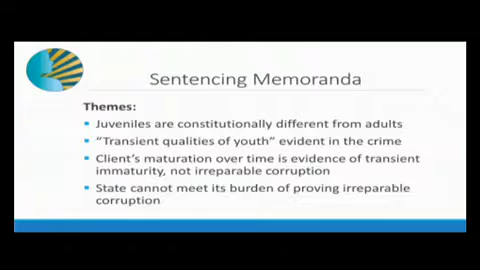 Sentencing Memoranda
Themes:
Juveniles are constitutionally different from adults
“Transient qualities of youth” evident in the crime
Client’s maturation over time is evidence of transient
immaturity, not irreparable corruption
State cannot meet its burden of proving irreparable
corruption